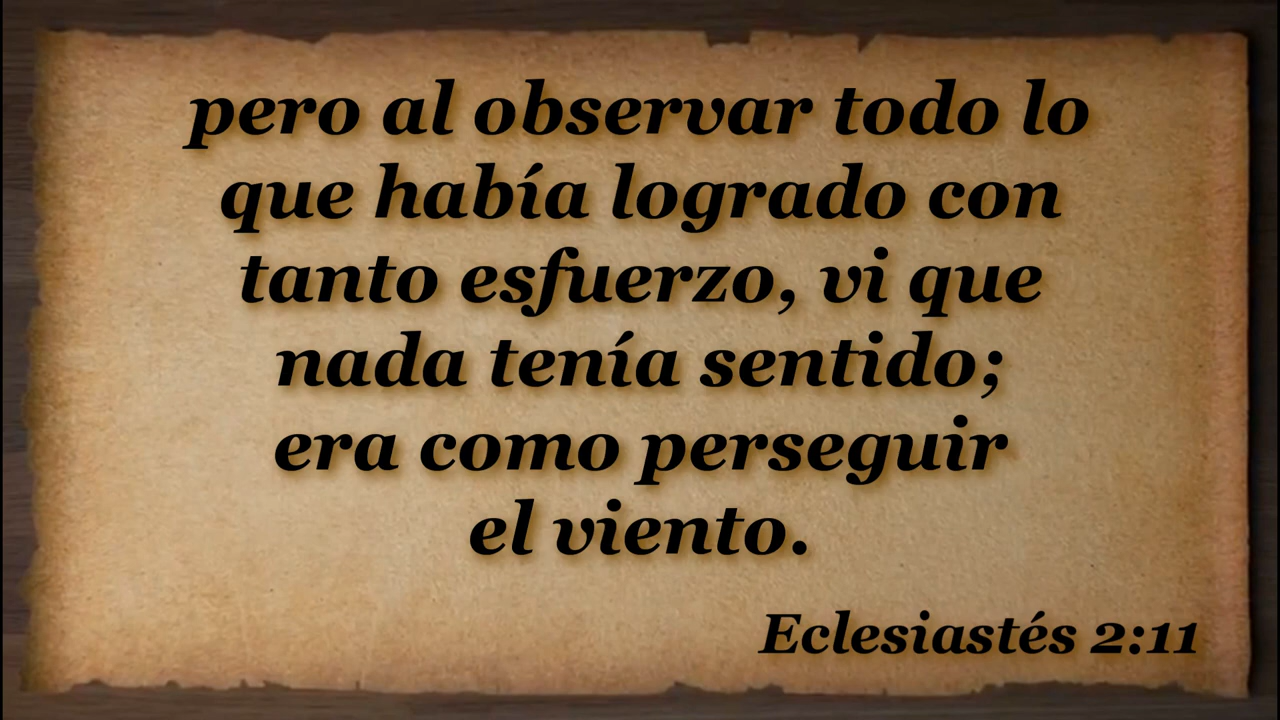 pero al observar todo lo
que había logrado con
tanto esfuerzo, vi que
nada tenía sentido;
era como perseguir
el viento.
Eclesiastés 2:11